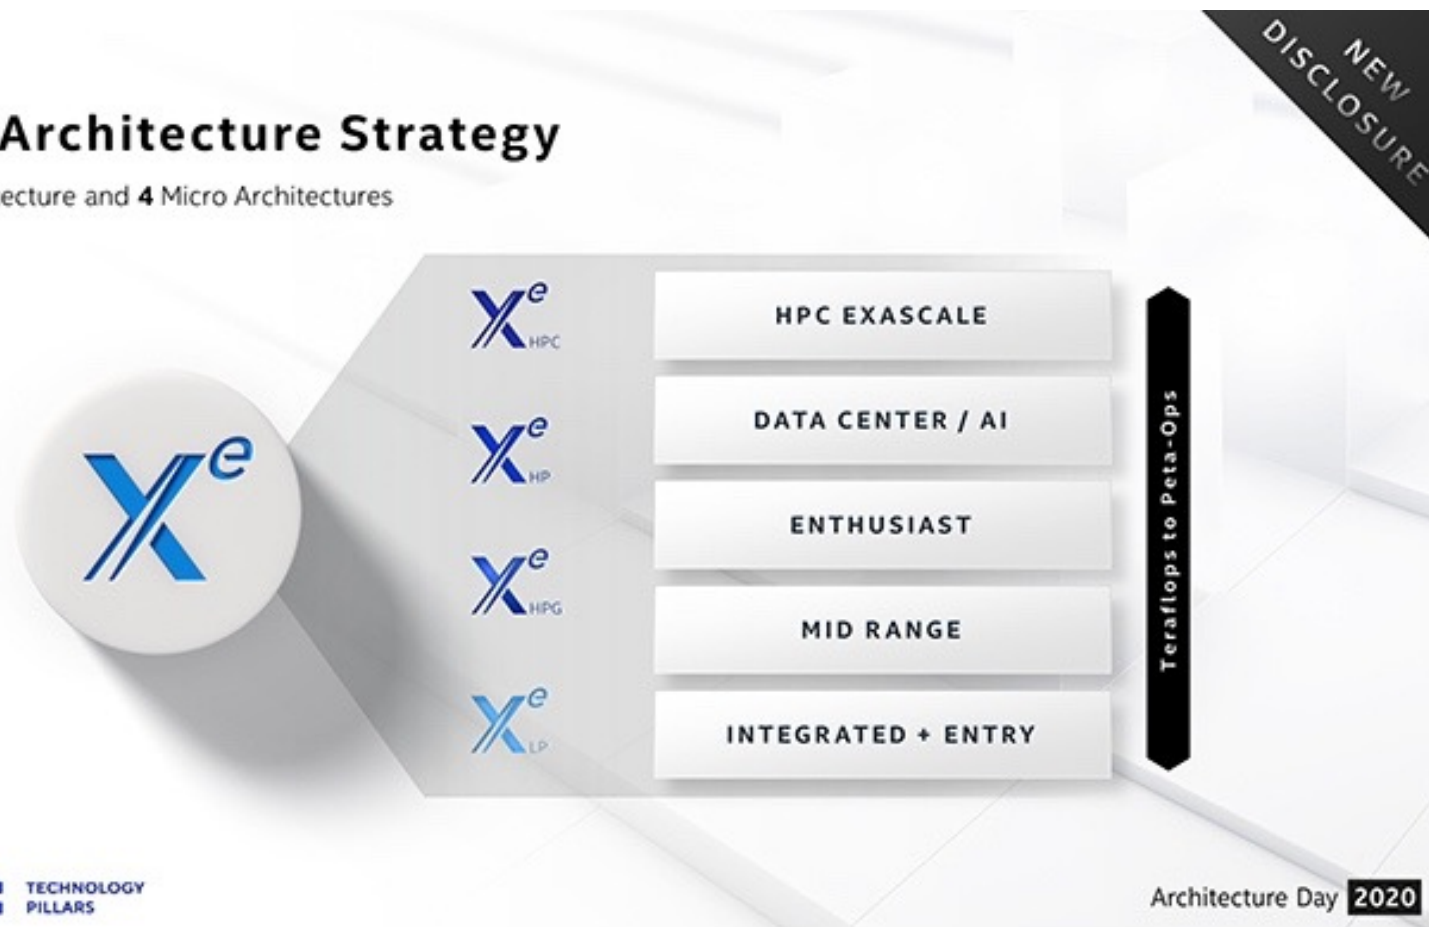 NEW
DISCLOSURE
Architecture Strategy
ecture and 4 Micro Architectures
Xe
Xe HPC
HPC EXASCALE
Xe HP
DATA CENTER / AI
ENTHUSIAST
Xe HPG
MID RANGE
Xe LP
INTEGRATED + ENTRY
Teraflops to Peta-Ops
TECHNOLOGY
PILLARS
Architecture Day 2020